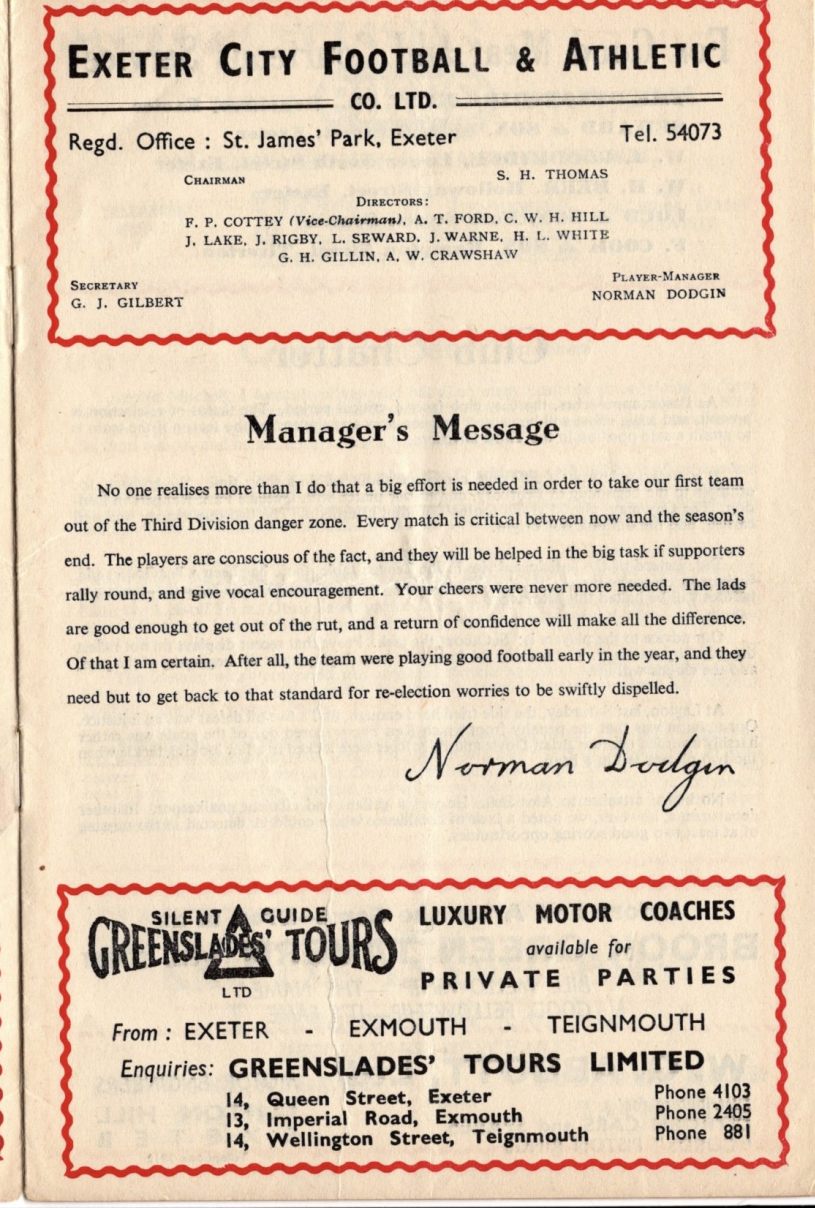 EXETER CITY FOOTBALL & ATHLETIC
CO. LTD.
Regd. Office : St. James' Park, Exeter Tel. 54073
CHAIRMAN S. H. THOMAS
DIRECTORS:
F. P. COTTEY (Vice-Chairman), A. T. FORD, C. W. H. HILL
J. LAKE, J. RIGBY, L. SEWARD, J. WARNE, H. L. WHITE
G. H. GILLIN, A. W. CRAWSHAW
SECRETARY PLAYER-MANAGER
G. J. GILBERT NORMAN DODGIN
Manager's Message
No one realises more than I do that a big effort is needed in order to take our first team
out of the Third Division danger zone. Every match is critical between now and the season's
end. The players are conscious of the fact, and they will be helped in the big task if supporters
rally round, and give vocal encouragement. Your cheers were never more needed. The lads
are good enough to get out of the rut, and a return of confidence will make all the difference.
Of that I am certain. After all, the team were playing good football early in the year, and they
need but to get back to that standard for re-election worries to be swiftly dispelled.
Norman Dodgin
SILENT GUIDE
GREENSLADES' TOURS
LTD
LUXURY MOTOR COACHES
available for
PRIVATE PARTIES
From : EXETER - EXMOUTH - TEIGNMOUTH
Enquiries: GREENSLADES' TOURS LIMITED
14, Queen Street, Exeter Phone 4103
13, Imperial Road, Exmouth Phone 2405
14, Wellington Street, Teignmouth Phone 881